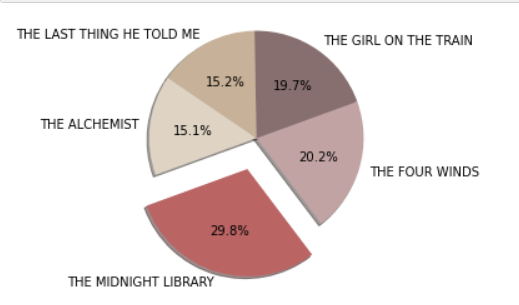 THE LAST THING HE TOLD ME
THE GIRL ON THE TRAIN
15.2%
19.7%
THE ALCHEMIST
15.1%
20.2%
THE FOUR WINDS
29.8%
THE MIDNIGHT LIBRARY